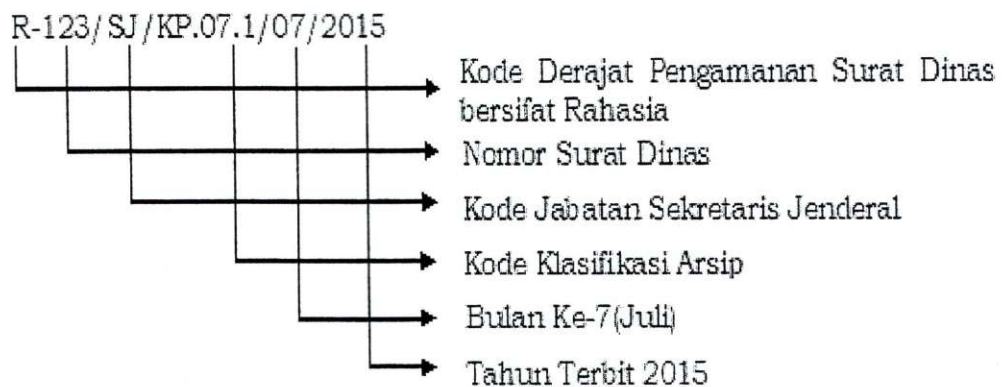 R-123/SJ/KP.07.1/07/2015
Kode Derajat Pengamanan Surat Dinas
bersifat Rahasia
Nomor Surat Dinas
Kode Jabatan Sekretaris Jenderal
Kode Klasifikasi Arsip
Bulan Ke-7(Juli)
Tahun Terbit 2015